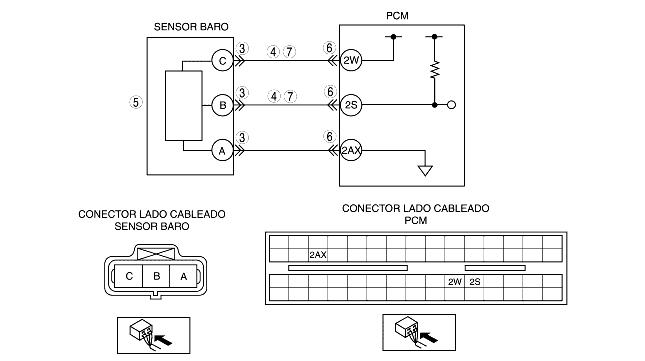 SENSOR BARO
PCM
C 3 4 7 6 2W
5
B 3 4 7 6 2S
A 3 6 2AX
CONECTOR LADO CABLEADO
SENSOR BARO
CONECTOR LADO CABLEADO
PCM
C B A
2AX
2W 2S